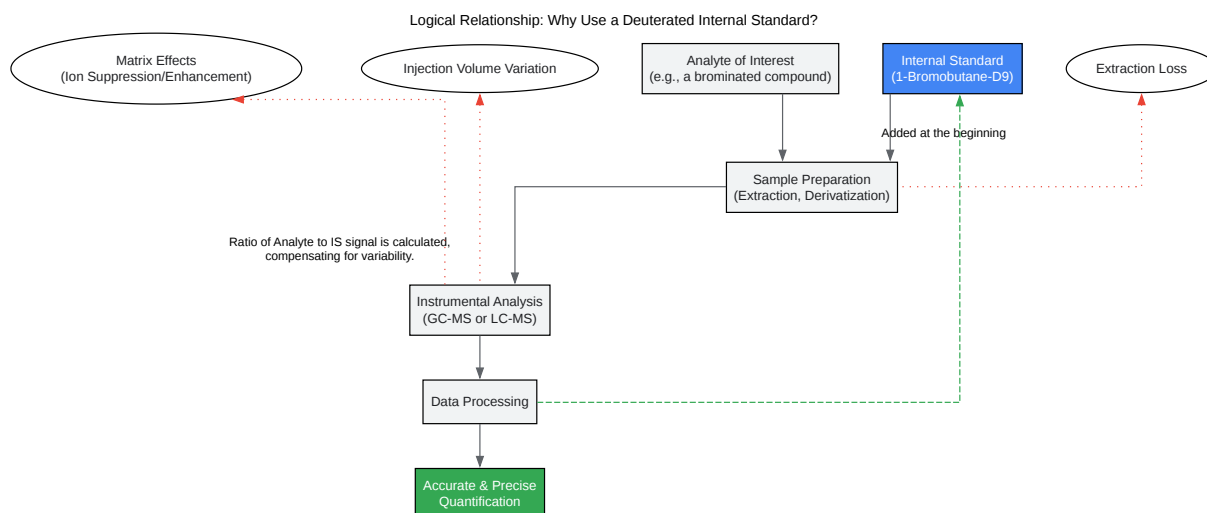 Logical Relationship: Why Use a Deuterated Internal Standard?
Matrix Effects
(Ion Suppression/Enhancement)
Injection Volume Variation
Analyte of Interest
(e.g., a brominated compound)
Internal Standard
(1-Bromobutane-D9)
Extraction Loss
Added at the beginning
Sample Preparation
(Extraction, Derivatization)
Ratio of Analyte to IS signal is calculated,
compensating for variability.
Instrumental Analysis
(GC-MS or LC-MS)
Data Processing
Accurate & Precise
Quantification